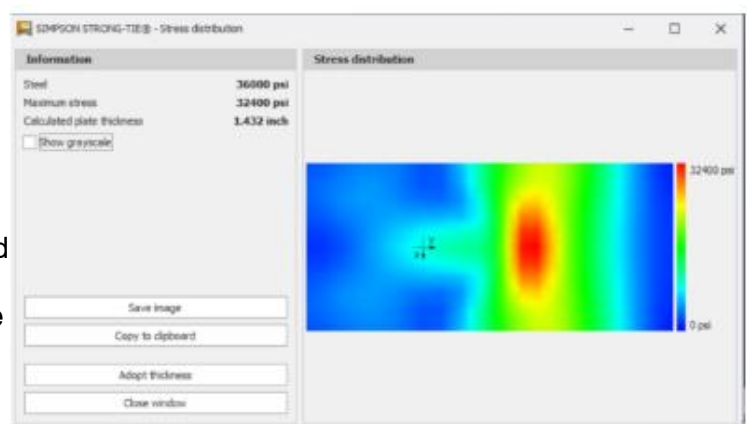 SIMPSON STRONG-TIE® - Stress distribution
Information
Steel 36000 psi
Maximum stress 32400 psi
Calculated plate thickness 1.432 inch
Show grayscale
Save image
Copy to clipboard
Adopt thickness
Close window
Stress distribution
32400 psi
0 psi